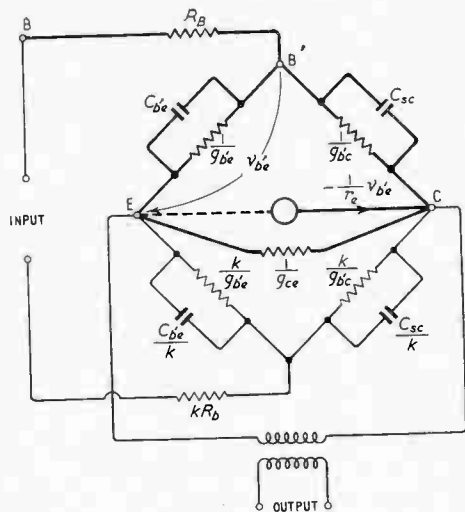 B
R_B
B'
C_b'e
C_sc
1/g_b'e
v_b'e
1/g_b'c
-1/r_e v_b'e
E
C
INPUT
k/g_b'e
1/g_ce
k/g_b'c
C_b'e/k
C_sc/k
kR_b
OUTPUT